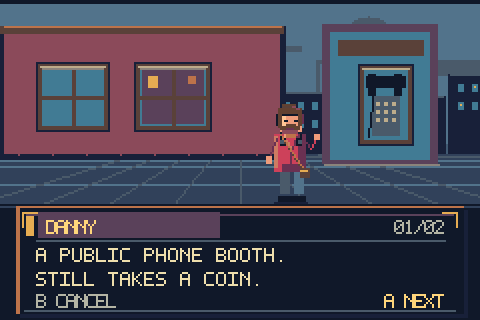 DANNY
01/02
A PUBLIC PHONE BOOTH.
STILL TAKES A COIN.
B CANCEL
A NEXT